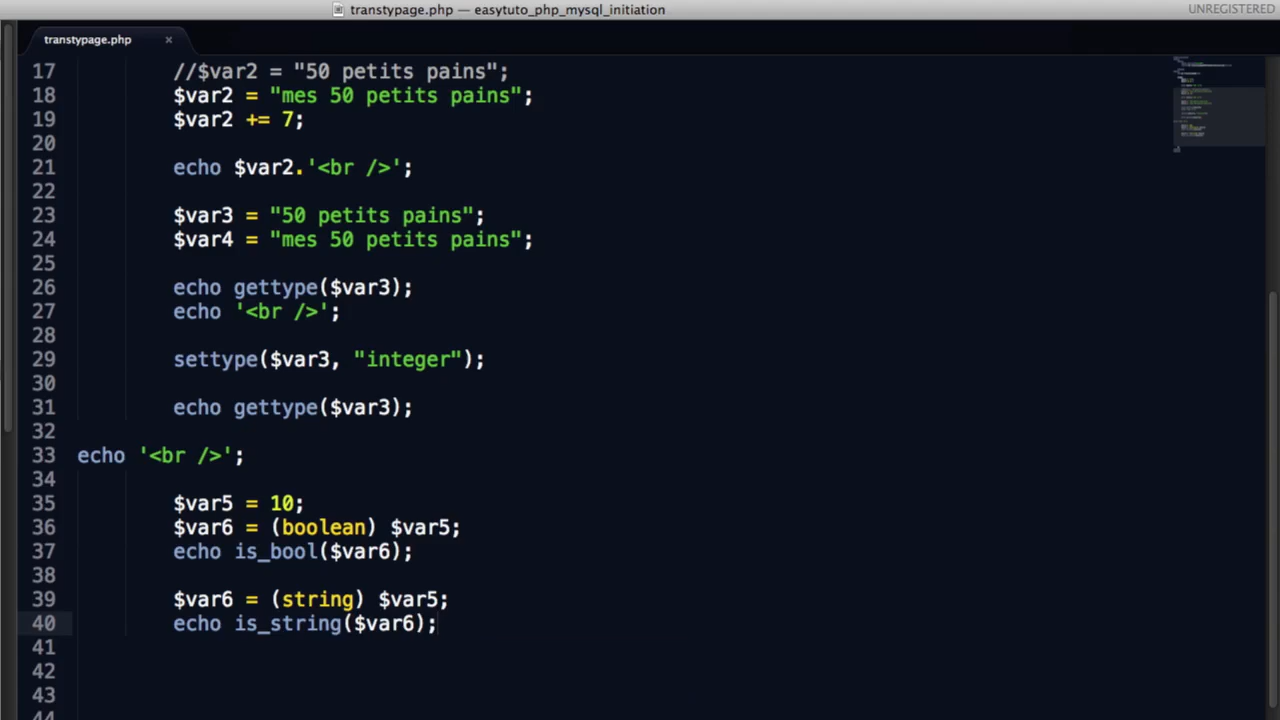 transtypage.php — easytuto_php_mysql_initiation
UNREGISTERED
transtypage.php ×
17 //$var2 = "50 petits pains";
18 $var2 = "mes 50 petits pains";
19 $var2 += 7;
20
21 echo $var2.'<br />';
22
23 $var3 = "50 petits pains";
24 $var4 = "mes 50 petits pains";
25
26 echo gettype($var3);
27 echo '<br />';
28
29 settype($var3, "integer");
30
31 echo gettype($var3);
32
33 echo '<br />';
34
35 $var5 = 10;
36 $var6 = (boolean) $var5;
37 echo is_bool($var6);
38
39 $var6 = (string) $var5;
40 echo is_string($var6);
41
42
43
44